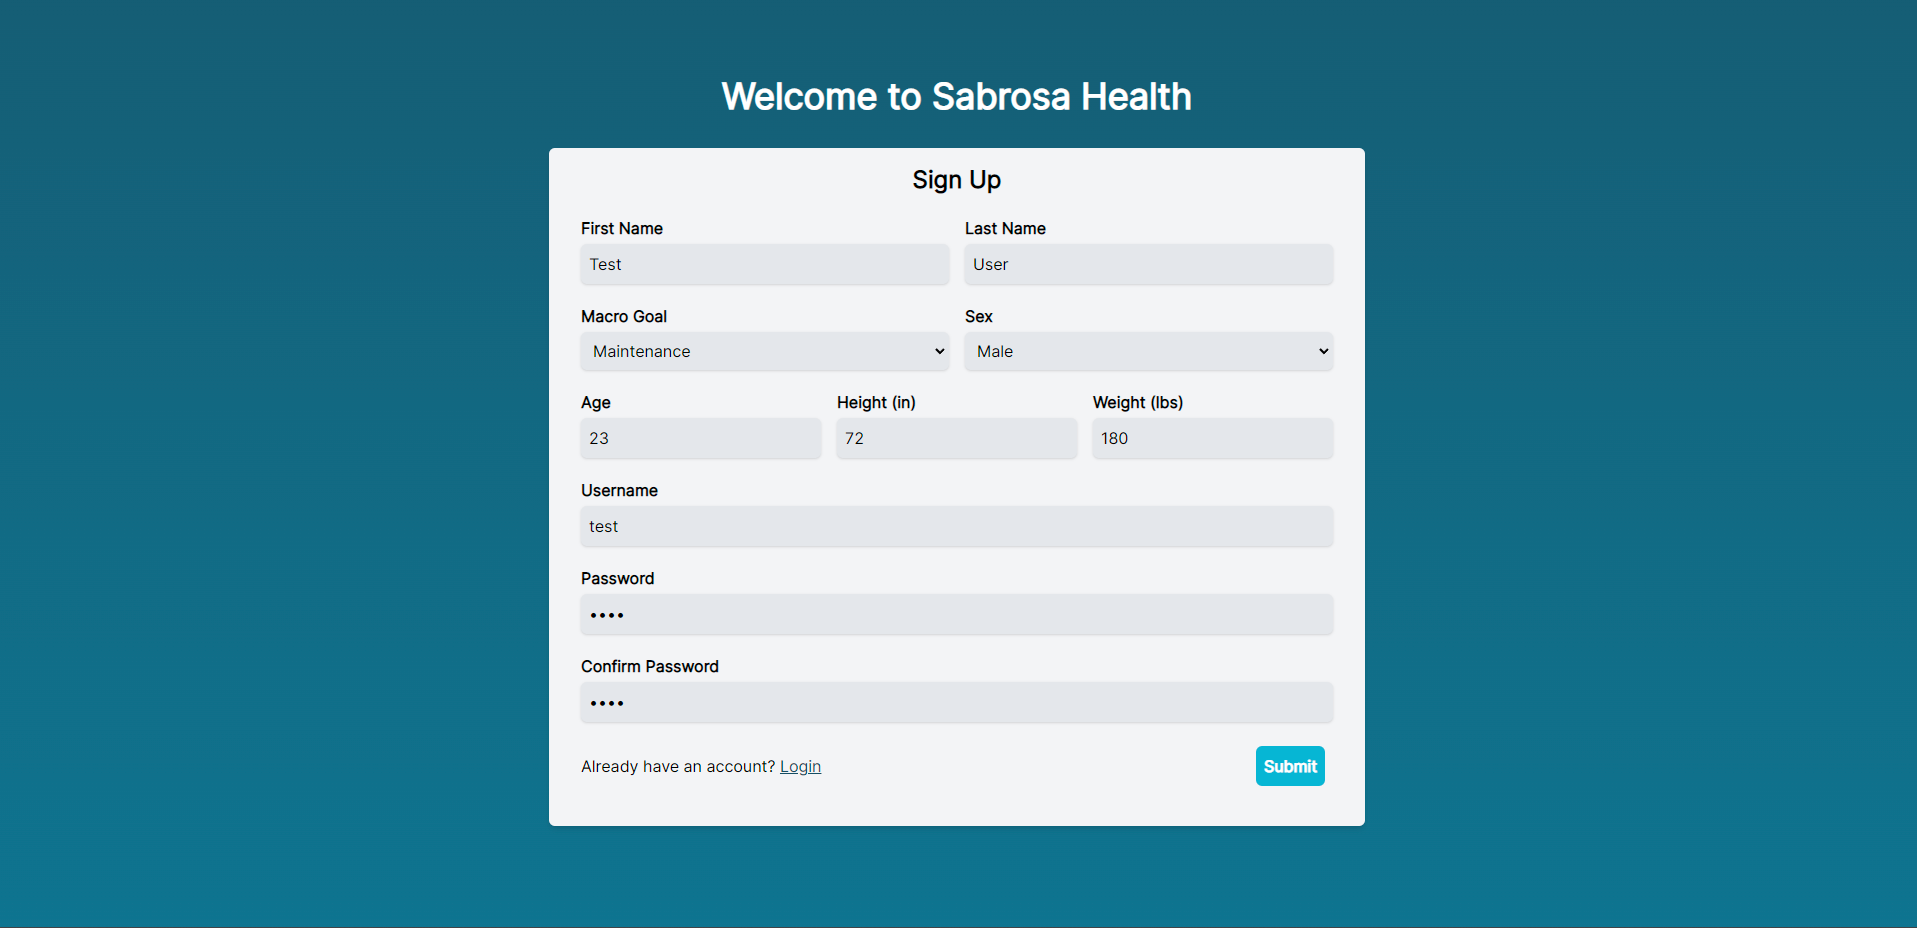 Welcome to Sabrosa Health
Sign Up
First Name Last Name
Test User
Macro Goal Sex
Maintenance Male
Age Height (in) Weight (lbs)
23 72 180
Username
test
Password
••••
Confirm Password
••••
Already have an account? Login Submit